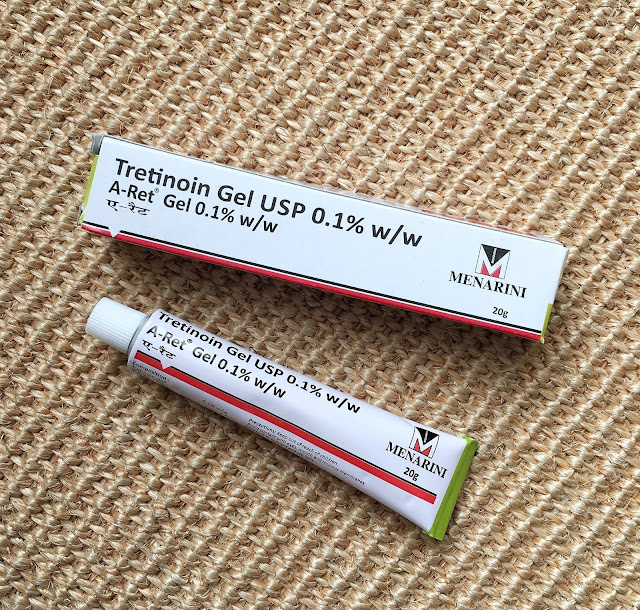 Tretinoin Gel USP 0.1% w/w
A-Ret® Gel 0.1% w/w
ए-रैट
MENARINI
20g
Tretinoin Gel USP 0.1% w/w
A-Ret® Gel 0.1% w/w
ए-रैट
MENARINI
20g